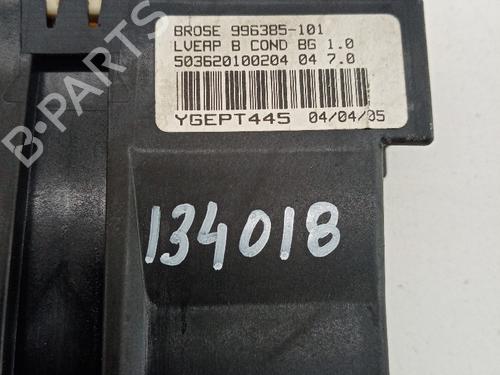 BROSE 996385-101
LVEAP B COND BG 1.0
503620100204 04 7.0
YGEPT445 04/04/05
134018
B-PARTS